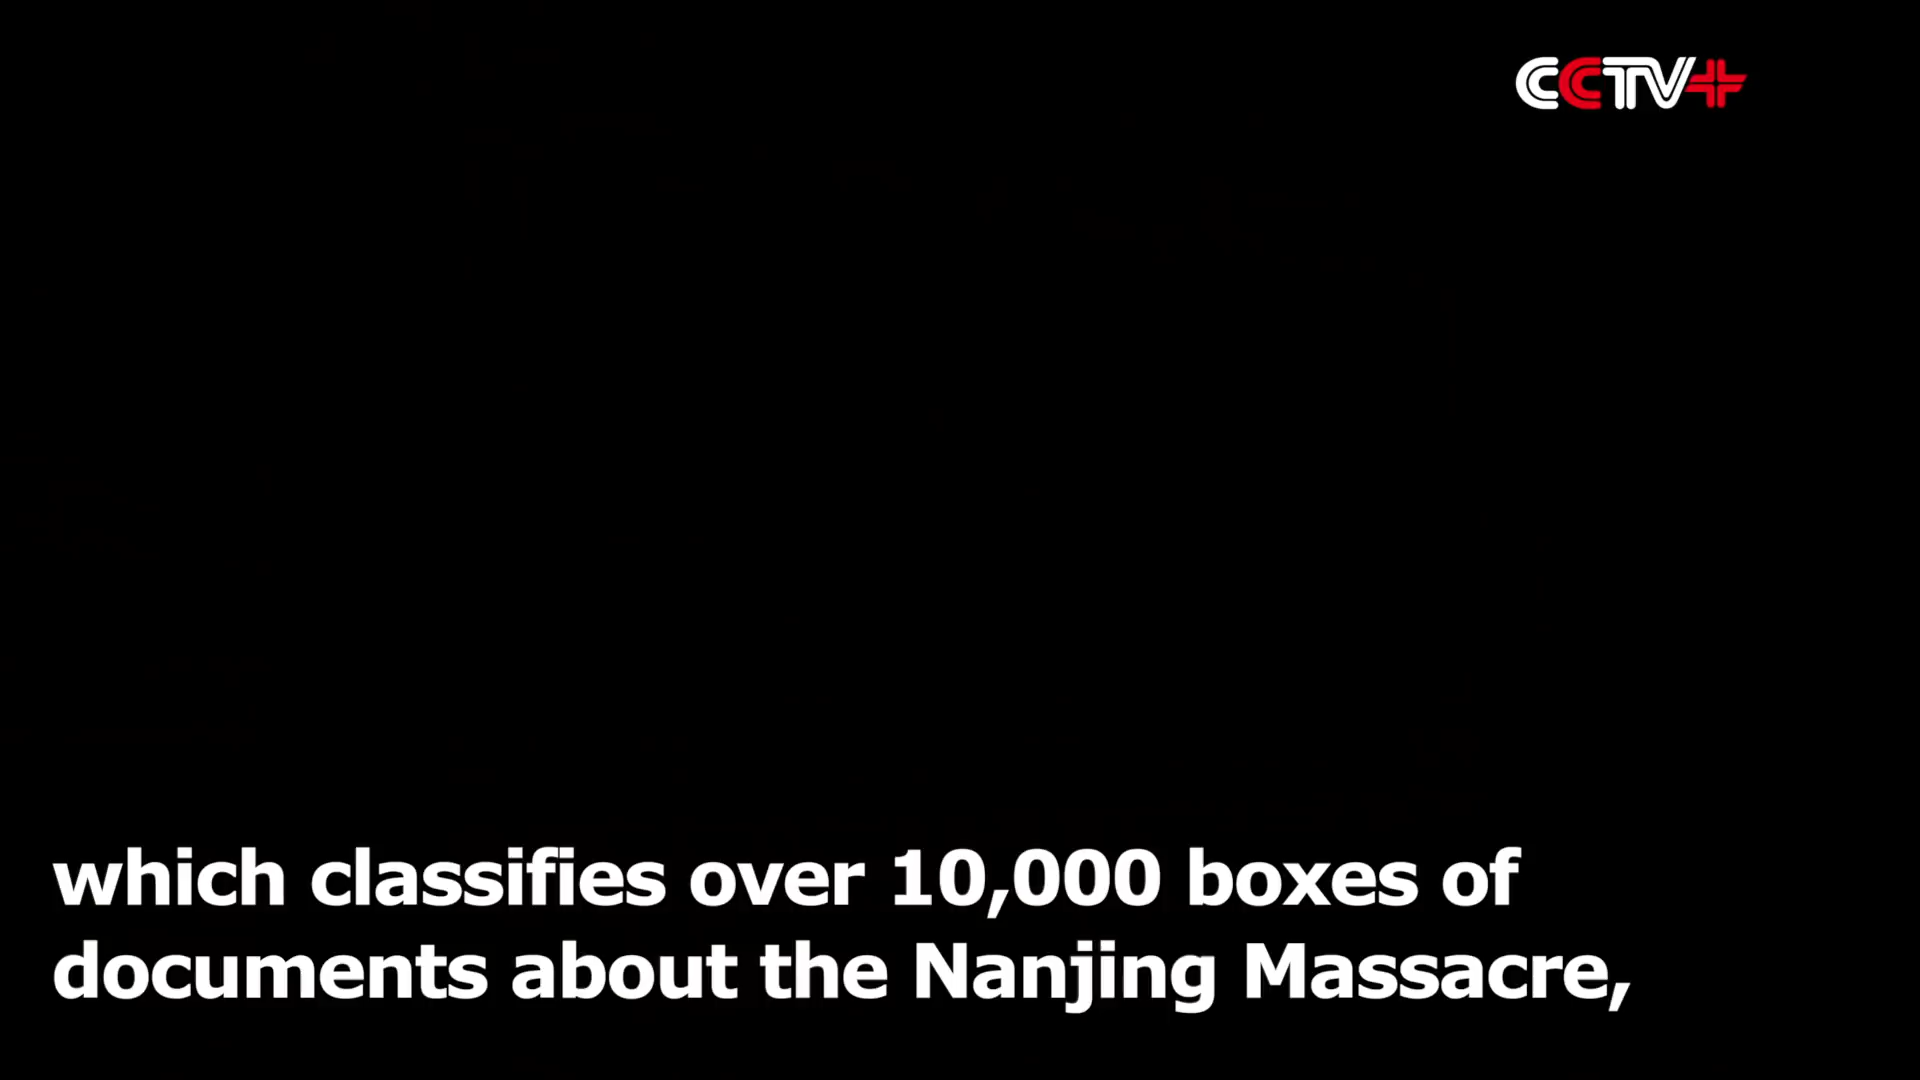 CCTV+
which classifies over 10,000 boxes of
documents about the Nanjing Massacre,